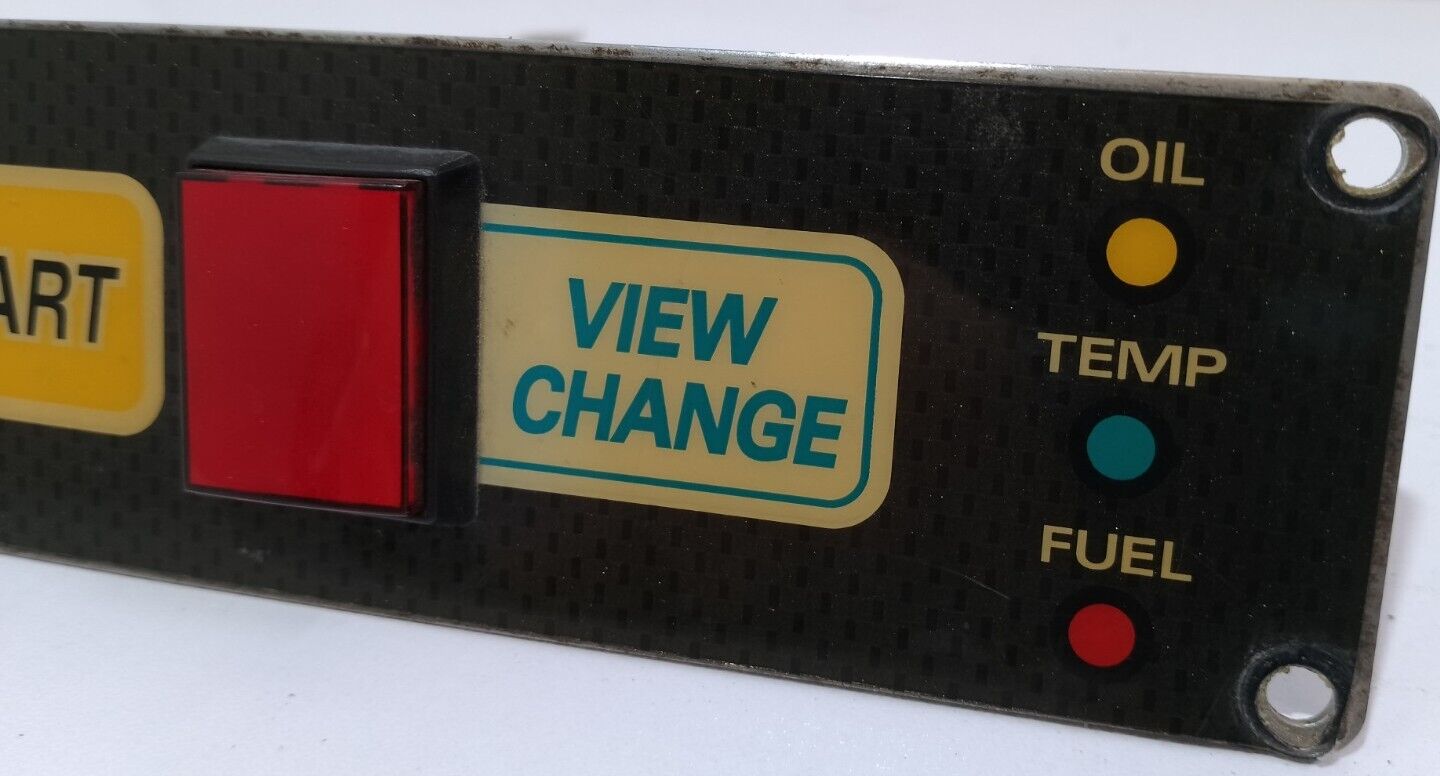 ART
VIEW
CHANGE
OIL
TEMP
FUEL